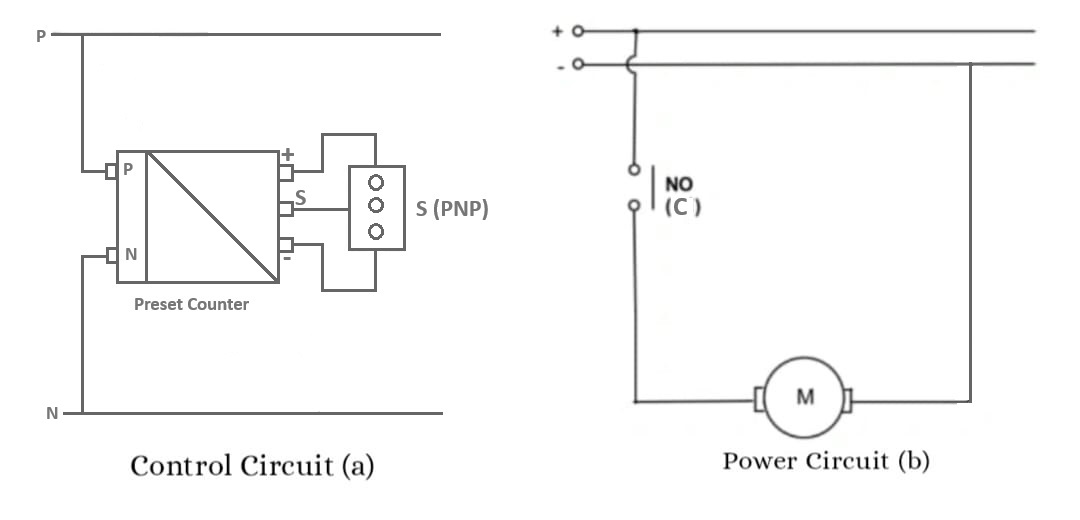 P
P
+
S
S (PNP)
N
-
Preset Counter
N
Control Circuit (a)
+
-
NO
(C )
M
Power Circuit (b)